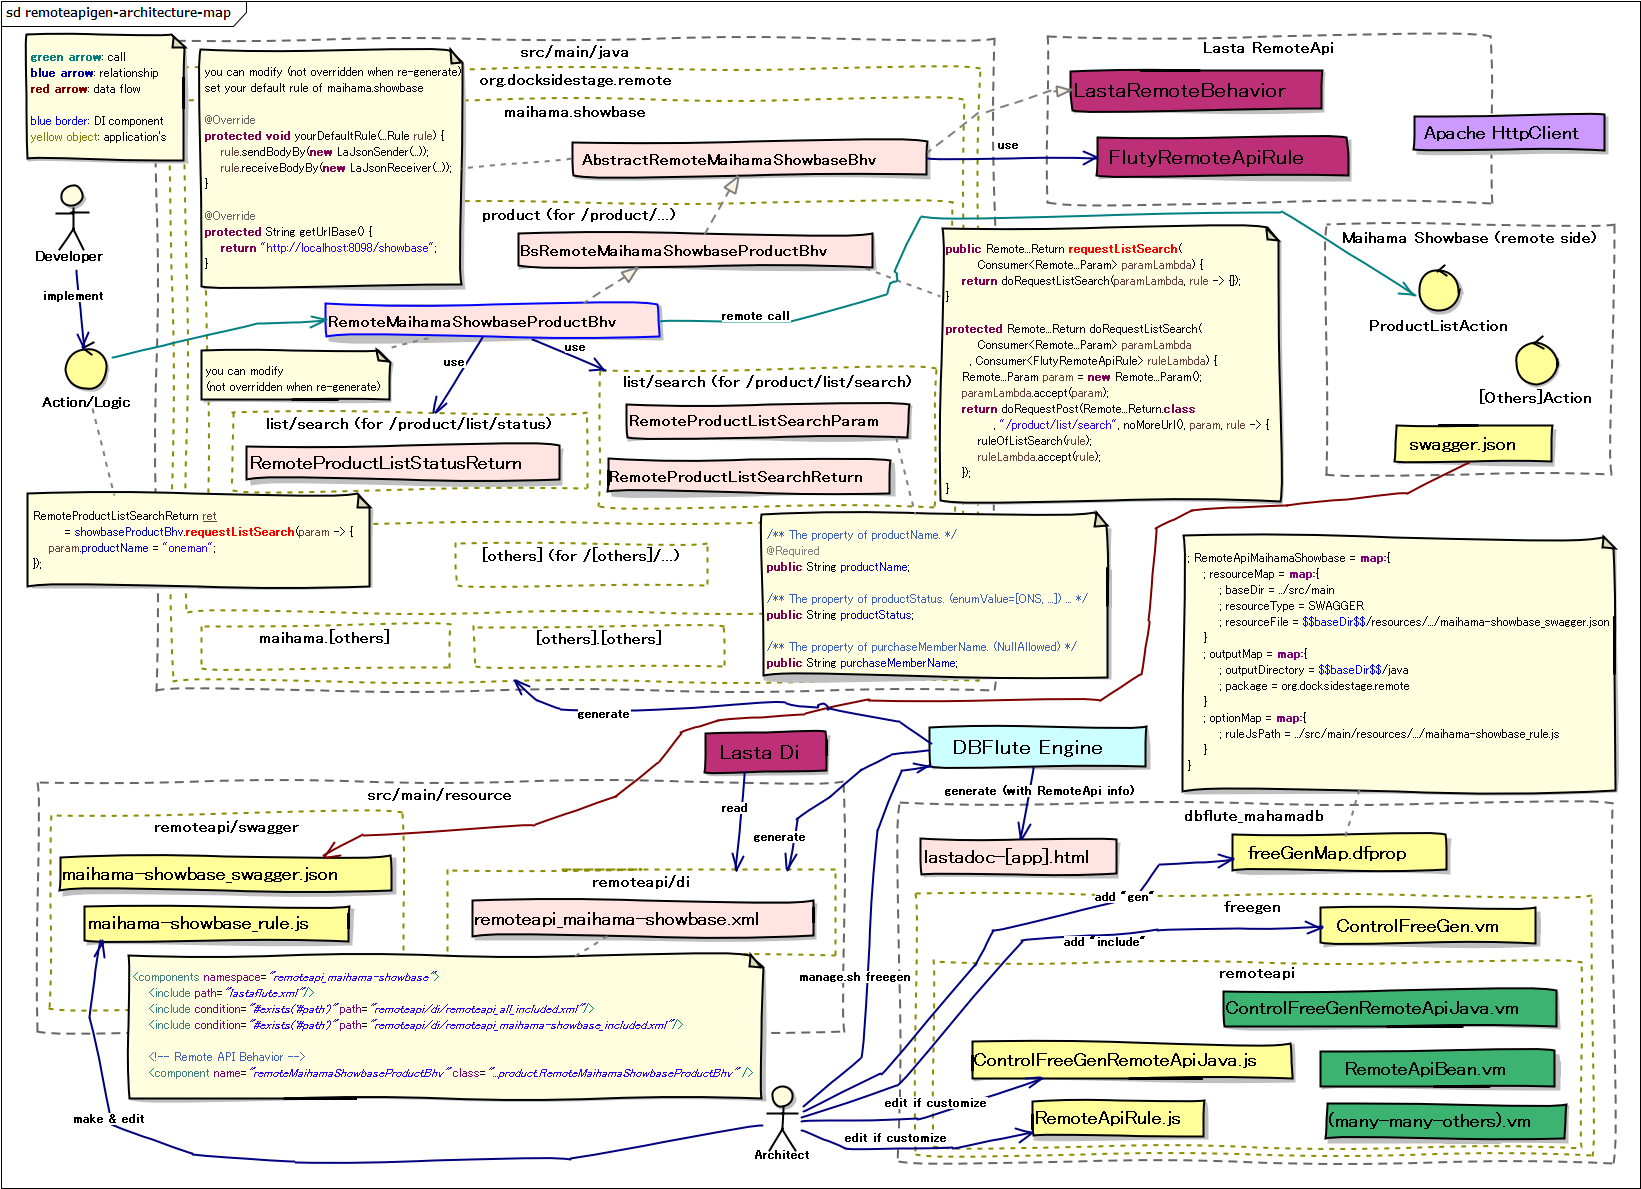 sd remoteapigen-architecture-map
green arrow: call
blue arrow: relationship
red arrow: data flow
blue border: DI component
yellow object: application's
you can modify (not overridden when re-generate)
set your default rule of maihama.showbase
@Override
protected void yourDefaultRule(...Rule rule) {
rule.sendBodyBy(new LaJsonSender(...));
rule.receiveBodyBy(new LaJsonReceiver(...));
}
@Override
protected String getUrlBase() {
return "http://localhost:8098/showbase";
}
src/main/java
org.docksidestage.remote
maihama.showbase
AbstractRemoteMaihamaShowbaseBhv
use
Lasta RemoteApi
LastaRemoteBehavior
FlutyRemoteApiRule
Apache HttpClient
product (for /product/...)
BsRemoteMaihamaShowbaseProductBhv
RemoteMaihamaShowbaseProductBhv
remote call
Developer
implement
Action/Logic
you can modify
(not overridden when re-generate)
use
use
list/search (for /product/list/status)
RemoteProductListStatusReturn
list/search (for /product/list/search)
RemoteProductListSearchParam
RemoteProductListSearchReturn
public Remote...Return requestListSearch(
Consumer<Remote...Param> paramLambda) {
return doRequestListSearch(paramLambda, rule -> {});
}
protected Remote...Return doRequestListSearch(
Consumer<Remote...Param> paramLambda
, Consumer<FlutyRemoteApiRule> ruleLambda) {
Remote...Param param = new Remote...Param();
paramLambda.accept(param);
return doRequestPost(Remote...Return.class
, "/product/list/search", noMoreUrl(), param, rule -> {
ruleOfListSearch(rule);
ruleLambda.accept(rule);
});
}
Maihama Showbase (remote side)
ProductListAction
[Others]Action
swagger.json
RemoteProductListSearchReturn ret
= showbaseProductBhv.requestListSearch(param -> {
param.productName = "oneman";
});
[others] (for /[others]/...)
maihama.[others]
[others].[others]
/** The property of productName. */
@Required
public String productName;
/** The property of productStatus. (enumValue=[ONS, ...]) ... */
public String productStatus;
/** The property of purchaseMemberName. (NullAllowed) */
public String purchaseMemberName;
; RemoteApiMaihamaShowbase = map:{
; resourceMap = map:{
; baseDir = ../src/main
; resourceType = SWAGGER
; resourceFile = $$baseDir$$/resources/.../maihama-showbase_swagger.json
}
; outputMap = map:{
; outputDirectory = $$baseDir$$/java
; package = org.docksidestage.remote
}
; optionMap = map:{
; ruleJsPath = ../src/main/resources/.../maihama-showbase_rule.js
}
}
generate
Lasta Di
DBFlute Engine
read
generate
generate (with RemoteApi info)
src/main/resource
remoteapi/swagger
maihama-showbase_swagger.json
maihama-showbase_rule.js
remoteapi/di
remoteapi_maihama-showbase.xml
<components namespace="remoteapi_maihama-showbase">
<include path="lastaflute.xml"/>
<include condition="#exists('#path')" path="remoteapi/di/remoteapi_all_included.xml"/>
<include condition="#exists('#path')" path="remoteapi/di/remoteapi_maihama-showbase_included.xml"/>
<!-- Remote API Behavior -->
<component name="remoteMaihamaShowbaseProductBhv" class="...product.RemoteMaihamaShowbaseProductBhv"/>
make & edit
Architect
manage.sh freegen
dbflute_mahamadb
lastadoc-[app].html
freeGenMap.dfprop
add "gen"
freegen
add "include"
ControlFreeGen.vm
remoteapi
ControlFreeGenRemoteApiJava.vm
ControlFreeGenRemoteApiJava.js
RemoteApiBean.vm
edit if customize
RemoteApiRule.js
(many-many-others).vm
edit if customize